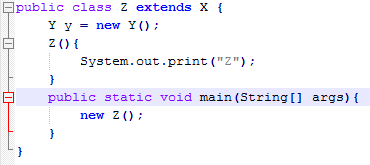 public class Z extends X {
Y y = new Y();
Z(){
System.out.print("Z");
}
public static void main(String[] args){
new Z();
}
}